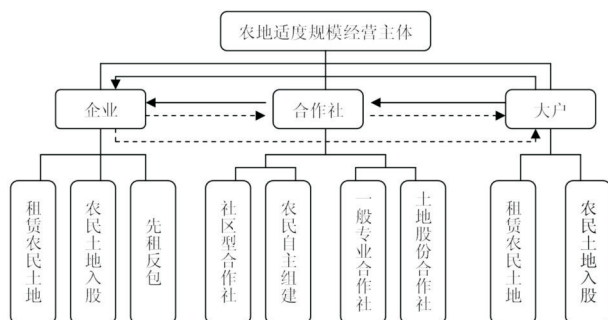 农地适度规模经营主体
企业
合作社
大户
租赁农民土地
农民土地入股
先租反包
社区型合作社
农民自主组建
一般专业合作社
土地股份合作社
租赁农民土地
农民土地入股